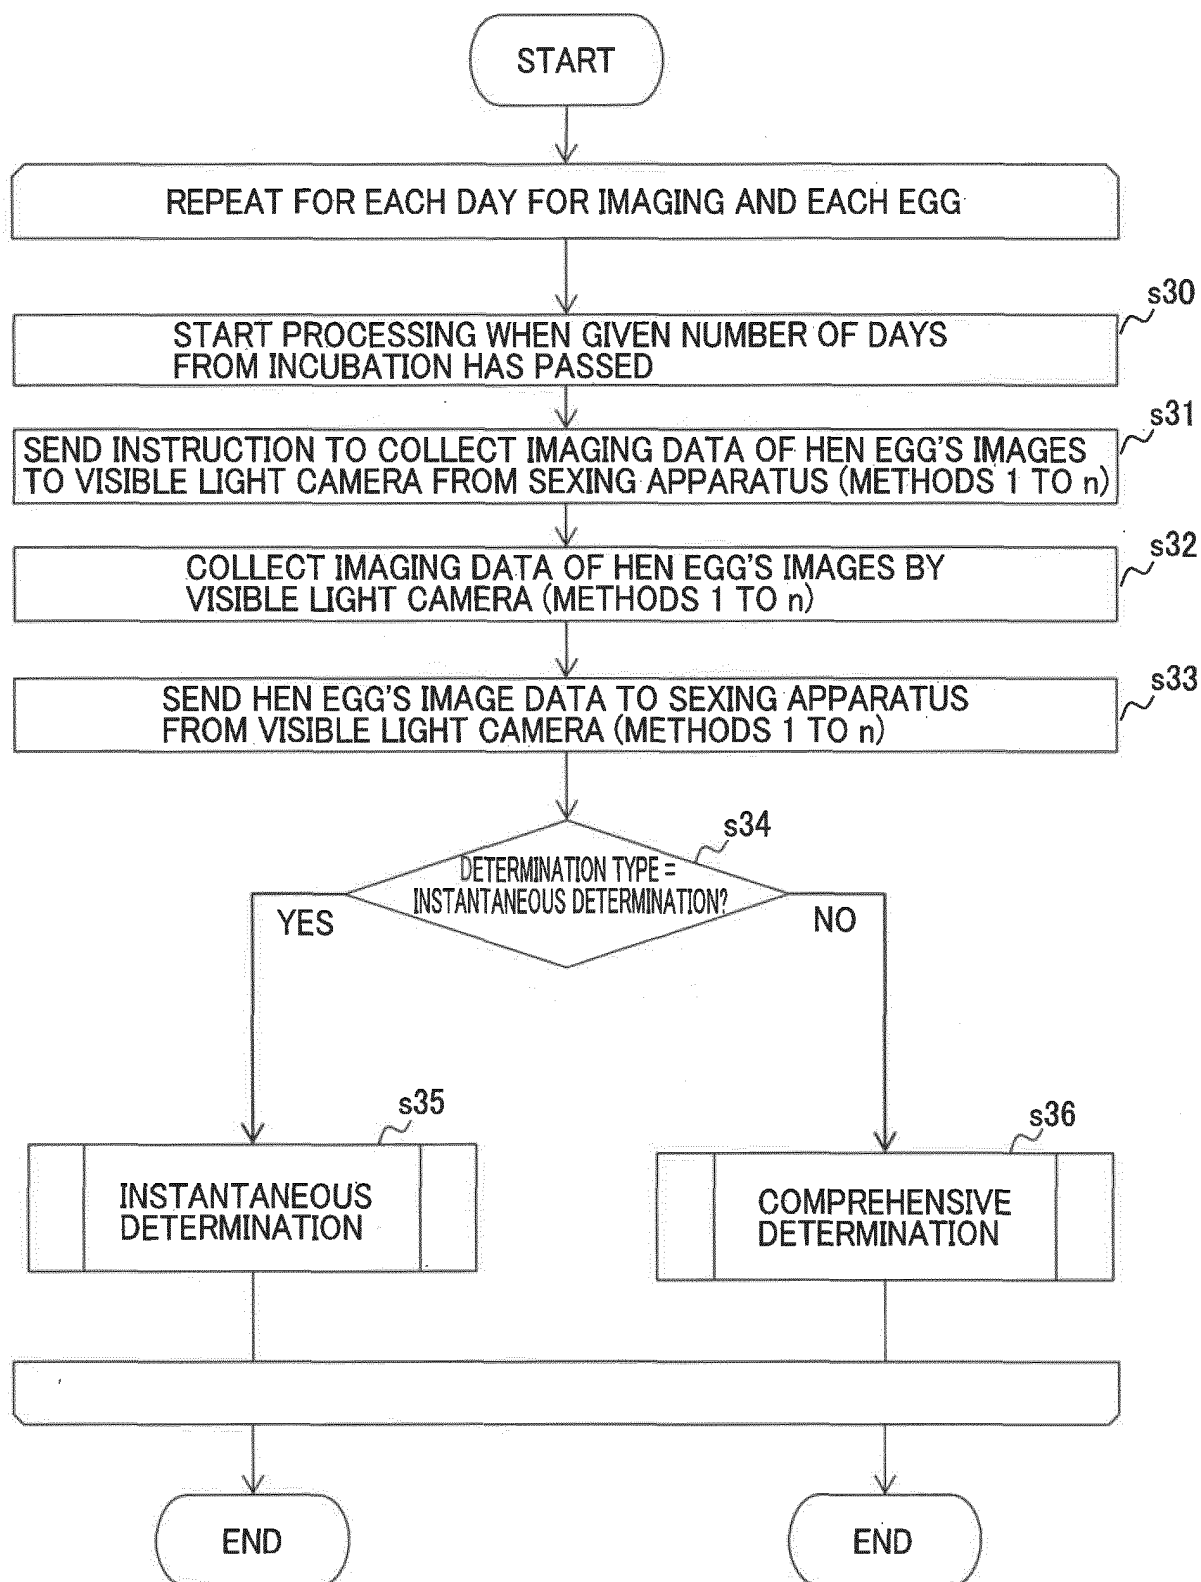 START
REPEAT FOR EACH DAY FOR IMAGING AND EACH EGG
s30
START PROCESSING WHEN GIVEN NUMBER OF DAYS
FROM INCUBATION HAS PASSED
s31
SEND INSTRUCTION TO COLLECT IMAGING DATA OF HEN EGG'S IMAGES
TO VISIBLE LIGHT CAMERA FROM SEXING APPARATUS (METHODS 1 TO n)
s32
COLLECT IMAGING DATA OF HEN EGG'S IMAGES BY
VISIBLE LIGHT CAMERA (METHODS 1 TO n)
s33
SEND HEN EGG'S IMAGE DATA TO SEXING APPARATUS
FROM VISIBLE LIGHT CAMERA (METHODS 1 TO n)
s34
DETERMINATION TYPE =
INSTANTANEOUS DETERMINATION?
YES
NO
s35
INSTANTANEOUS
DETERMINATION
s36
COMPREHENSIVE
DETERMINATION
END
END